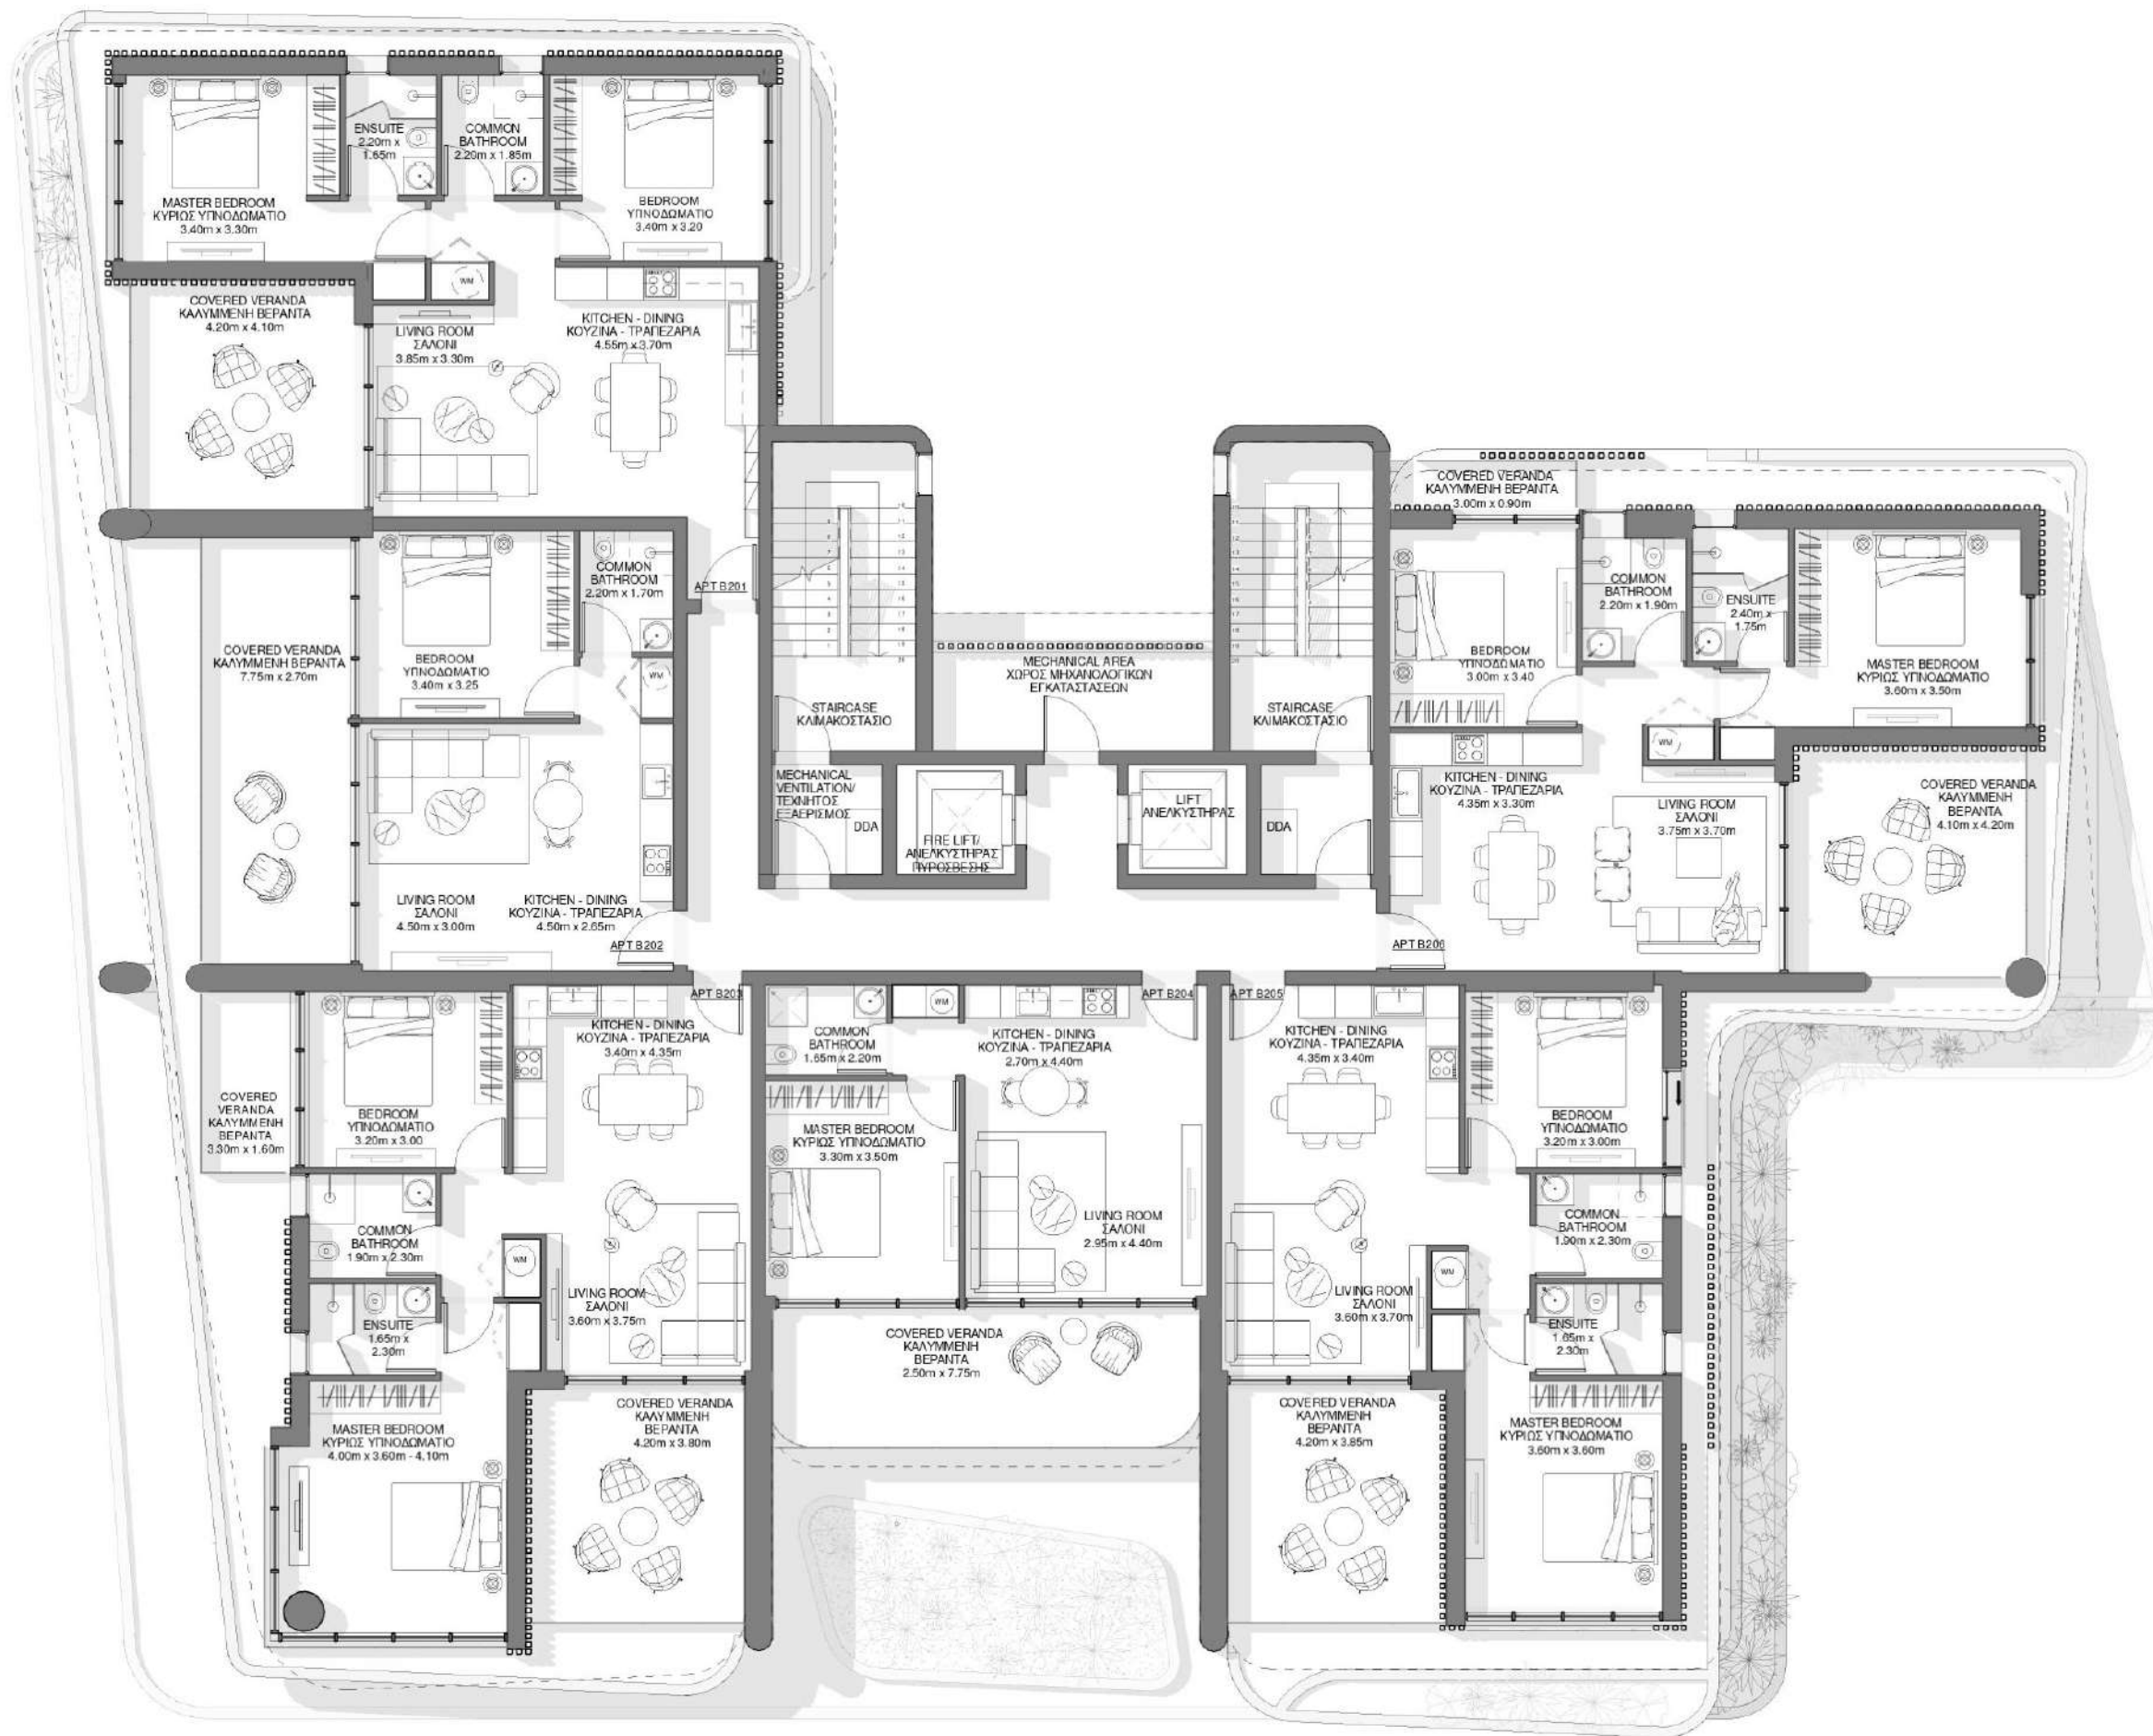 ENSUITE
2.20m x
1.65m
COMMON
BATHROOM
2.20m x 1.85m
MASTER BEDROOM
ΚΥΡΙΩΣ ΥΠΝΟΔΩΜΑΤΙΟ
3.40m x 3.30m
BEDROOM
ΥΠΝΟΔΩΜΑΤΙΟ
3.40m x 3.20
WM
COVERED VERANDA
ΚΑΛΥΜΜΕΝΗ ΒΕΡΑΝΤΑ
4.20m x 4.10m
LIVING ROOM
ΣΑΛΟΝΙ
3.85m x 3.30m
KITCHEN - DINING
ΚΟΥΖΙΝΑ - ΤΡΑΠΕΖΑΡΙΑ
4.55m x 3.70m
APT B201
COMMON
BATHROOM
2.20m x 1.70m
COVERED VERANDA
ΚΑΛΥΜΜΕΝΗ ΒΕΡΑΝΤΑ
7.75m x 2.70m
BEDROOM
ΥΠΝΟΔΩΜΑΤΙΟ
3.40m x 3.25
WM
LIVING ROOM
ΣΑΛΟΝΙ
4.50m x 3.00m
KITCHEN - DINING
ΚΟΥΖΙΝΑ - ΤΡΑΠΕΖΑΡΙΑ
4.50m x 2.65m
APT B202
STAIRCASE
ΚΛΙΜΑΚΟΣΤΑΣΙΟ
MECHANICAL AREA
ΧΩΡΟΣ ΜΗΧΑΝΟΛΟΓΙΚΩΝ
ΕΓΚΑΤΑΣΤΑΣΕΩΝ
STAIRCASE
ΚΛΙΜΑΚΟΣΤΑΣΙΟ
MECHANICAL
VENTILATION/
ΤΕΧΝΗΤΟΣ
ΕΞΑΕΡΙΣΜΟΣ
DDA
FIRE LIFT/
ΑΝΕΛΚΥΣΤΗΡΑΣ
ΠΥΡΟΣΒΕΣΗΣ
LIFT
ΑΝΕΛΚΥΣΤΗΡΑΣ
DDA
COVERED VERANDA
ΚΑΛΥΜΜΕΝΗ ΒΕΡΑΝΤΑ
3.00m x 0.90m
COMMON
BATHROOM
2.20m x 1.90m
ENSUITE
2.40m x
1.75m
BEDROOM
ΥΠΝΟΔΩΜΑΤΙΟ
3.00m x 3.40
MASTER BEDROOM
ΚΥΡΙΩΣ ΥΠΝΟΔΩΜΑΤΙΟ
3.60m x 3.50m
WM
KITCHEN - DINING
ΚΟΥΖΙΝΑ - ΤΡΑΠΕΖΑΡΙΑ
4.35m x 3.30m
LIVING ROOM
ΣΑΛΟΝΙ
3.75m x 3.70m
COVERED VERANDA
ΚΑΛΥΜΜΕΝΗ
ΒΕΡΑΝΤΑ
4.10m x 4.20m
APT B206
APT B203
KITCHEN - DINING
ΚΟΥΖΙΝΑ - ΤΡΑΠΕΖΑΡΙΑ
3.40m x 4.35m
COVERED
VERANDA
ΚΑΛΥΜΜΕΝΗ
ΒΕΡΑΝΤΑ
3.30m x 1.60m
BEDROOM
ΥΠΝΟΔΩΜΑΤΙΟ
3.20m x 3.00
COMMON
BATHROOM
1.90m x 2.30m
WM
ENSUITE
1.65m x
2.30m
LIVING ROOM
ΣΑΛΟΝΙ
3.60m x 3.75m
MASTER BEDROOM
ΚΥΡΙΩΣ ΥΠΝΟΔΩΜΑΤΙΟ
4.00m x 3.60m - 4.10m
COVERED VERANDA
ΚΑΛΥΜΜΕΝΗ
ΒΕΡΑΝΤΑ
4.20m x 3.80m
COMMON
BATHROOM
1.65m x 2.20m
WM
KITCHEN - DINING
ΚΟΥΖΙΝΑ - ΤΡΑΠΕΖΑΡΙΑ
2.70m x 4.40m
APT B204
MASTER BEDROOM
ΚΥΡΙΩΣ ΥΠΝΟΔΩΜΑΤΙΟ
3.30m x 3.50m
LIVING ROOM
ΣΑΛΟΝΙ
2.95m x 4.40m
COVERED VERANDA
ΚΑΛΥΜΜΕΝΗ
ΒΕΡΑΝΤΑ
2.50m x 7.75m
APT B205
KITCHEN - DINING
ΚΟΥΖΙΝΑ - ΤΡΑΠΕΖΑΡΙΑ
4.35m x 3.40m
BEDROOM
ΥΠΝΟΔΩΜΑΤΙΟ
3.20m x 3.00m
COMMON
BATHROOM
1.90m x 2.30m
WM
LIVING ROOM
ΣΑΛΟΝΙ
3.60m x 3.70m
ENSUITE
1.65m x
2.30m
COVERED VERANDA
ΚΑΛΥΜΜΕΝΗ
ΒΕΡΑΝΤΑ
4.20m x 3.85m
MASTER BEDROOM
ΚΥΡΙΩΣ ΥΠΝΟΔΩΜΑΤΙΟ
3.60m x 3.60m